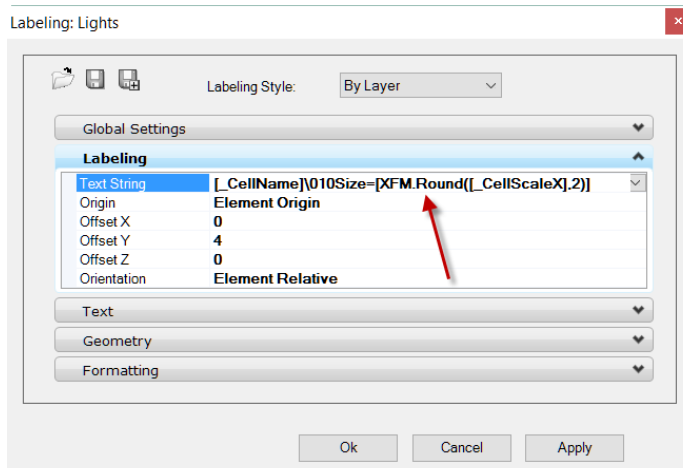 Labeling: Lights
x
Labeling Style: By Layer
Global Settings
Labeling
Text String [_CellName]\010Size=[XFM.Round([_CellScaleX],2)]
Origin Element Origin
Offset X 0
Offset Y 4
Offset Z 0
Orientation Element Relative
Text
Geometry
Formatting
Ok Cancel Apply